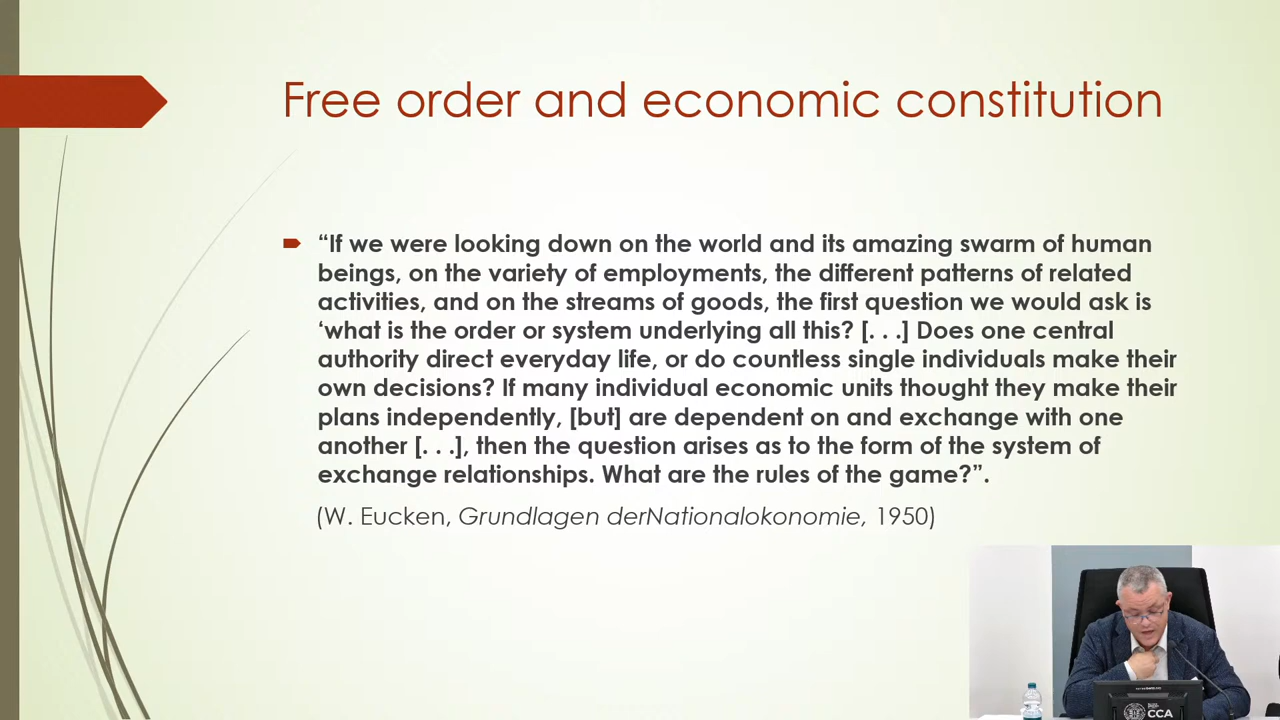 Free order and economic constitution
“If we were looking down on the world and its amazing swarm of human
beings, on the variety of employments, the different patterns of related
activities, and on the streams of goods, the first question we would ask is
‘what is the order or system underlying all this? [. . .] Does one central
authority direct everyday life, or do countless single individuals make their
own decisions? If many individual economic units thought they make their
plans independently, [but] are dependent on and exchange with one
another [. . .], then the question arises as to the form of the system of
exchange relationships. What are the rules of the game?”.
(W. Eucken, Grundlagen derNationalokonomie, 1950)
CCA